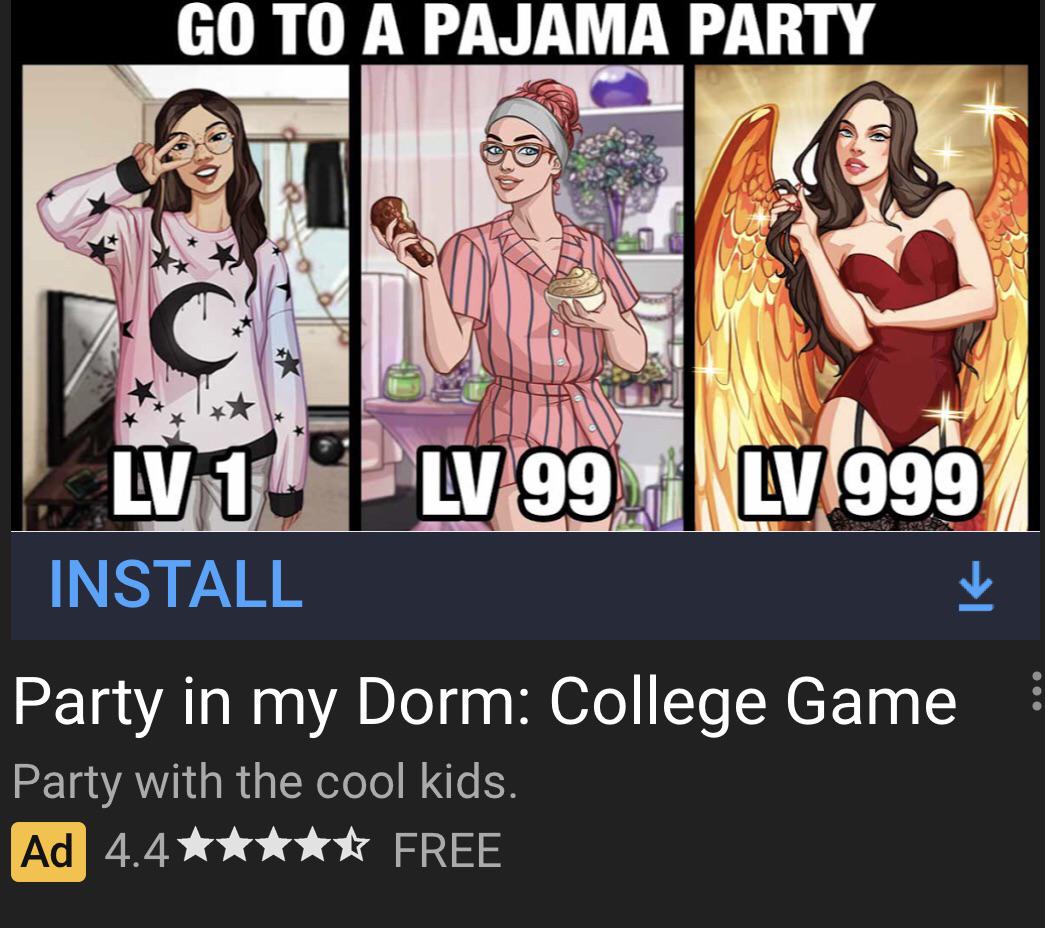 GO TO A PAJAMA PARTY
LV 1
LV 99
LV 999
INSTALL
Party in my Dorm: College Game
Party with the cool kids.
Ad 4.4 FREE